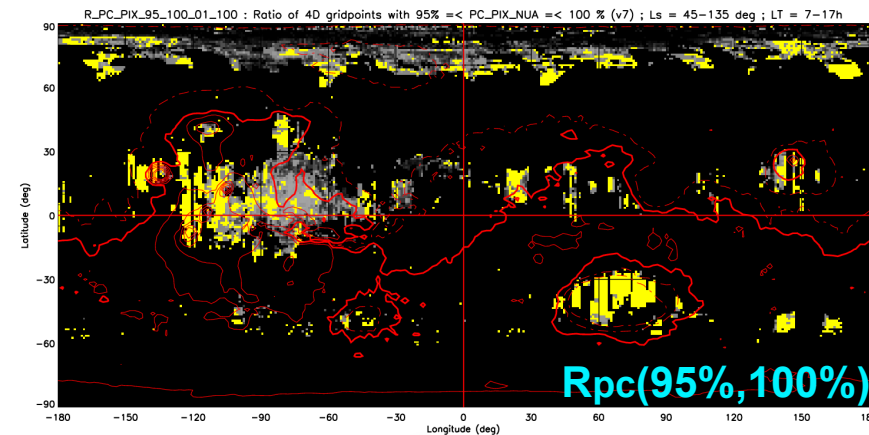 R_PC_PIX_95_100_01_100 : Ratio of 4D gridpoints with 95% =< PC_PIX_NUA =< 100 % (v7) ; Ls = 45-135 deg ; LT = 7-17h
90
60
30
0
-30
-60
-90
Latitude (deg)
Rpc(95%,100%)
-180 -150 -120 -90 -60 -30 0 30 60 90 120 150 180
Longitude (deg)